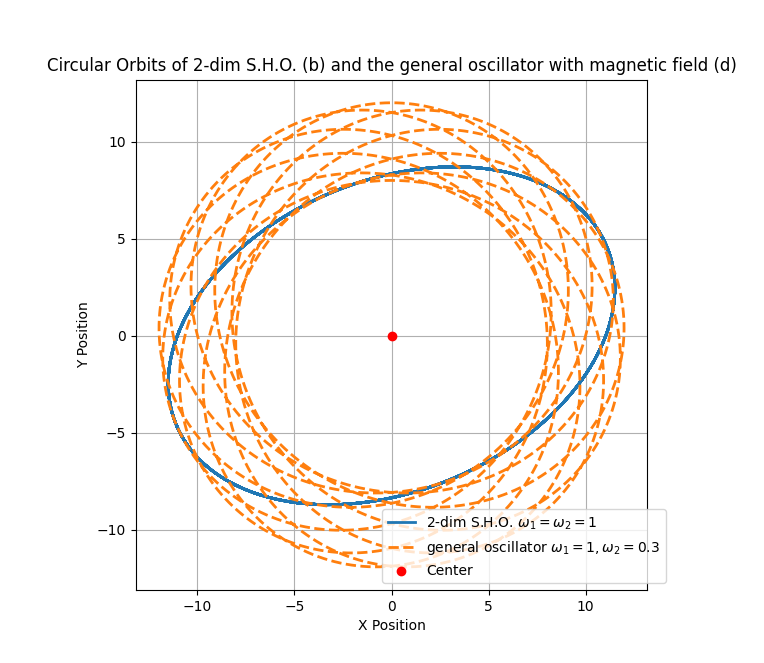 Circular Orbits of 2-dim S.H.O. (b) and the general oscillator with magnetic field (d)
10
5
0
−5
−10
Y Position
−10 −5 0 5 10
X Position
2-dim S.H.O. ω₁ = ω₂ = 1
general oscillator ω₁ = 1, ω₂ = 0.3
Center